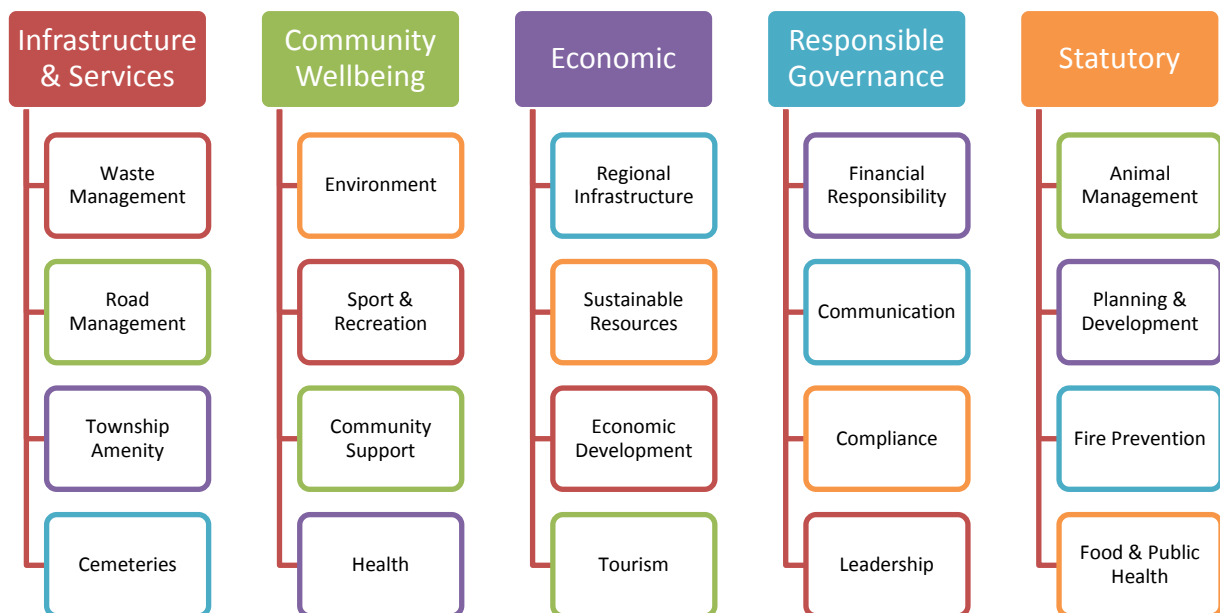 Infrastructure
& Services
Waste
Management
Road
Management
Township
Amenity
Cemeteries
Community
Wellbeing
Environment
Sport &
Recreation
Community
Support
Health
Economic
Regional
Infrastructure
Sustainable
Resources
Economic
Development
Tourism
Responsible
Governance
Financial
Responsibility
Communication
Compliance
Leadership
Statutory
Animal
Management
Planning &
Development
Fire Prevention
Food & Public
Health